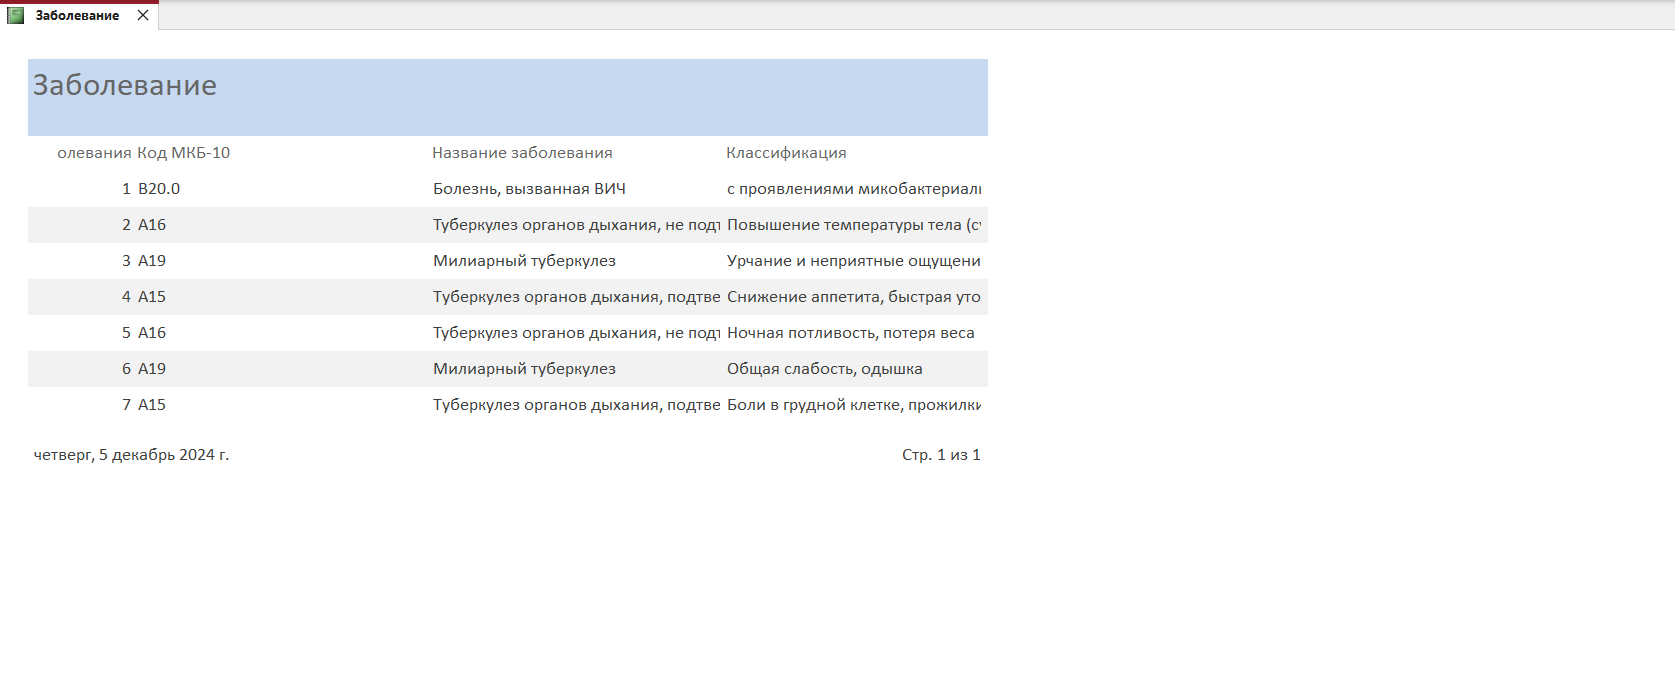 Заболевание
Заболевание
олевания Код МКБ-10 Название заболевания Классификация
1 B20.0 Болезнь, вызванная ВИЧ с проявлениями микобактериаль
2 A16 Туберкулез органов дыхания, не подт Повышение температуры тела (су
3 A19 Милиарный туберкулез Урчание и неприятные ощущени
4 A15 Туберкулез органов дыхания, подтве Снижение аппетита, быстрая уто
5 A16 Туберкулез органов дыхания, не подт Ночная потливость, потеря веса
6 A19 Милиарный туберкулез Общая слабость, одышка
7 A15 Туберкулез органов дыхания, подтве Боли в грудной клетке, прожилки
четверг, 5 декабрь 2024 г. Стр. 1 из 1